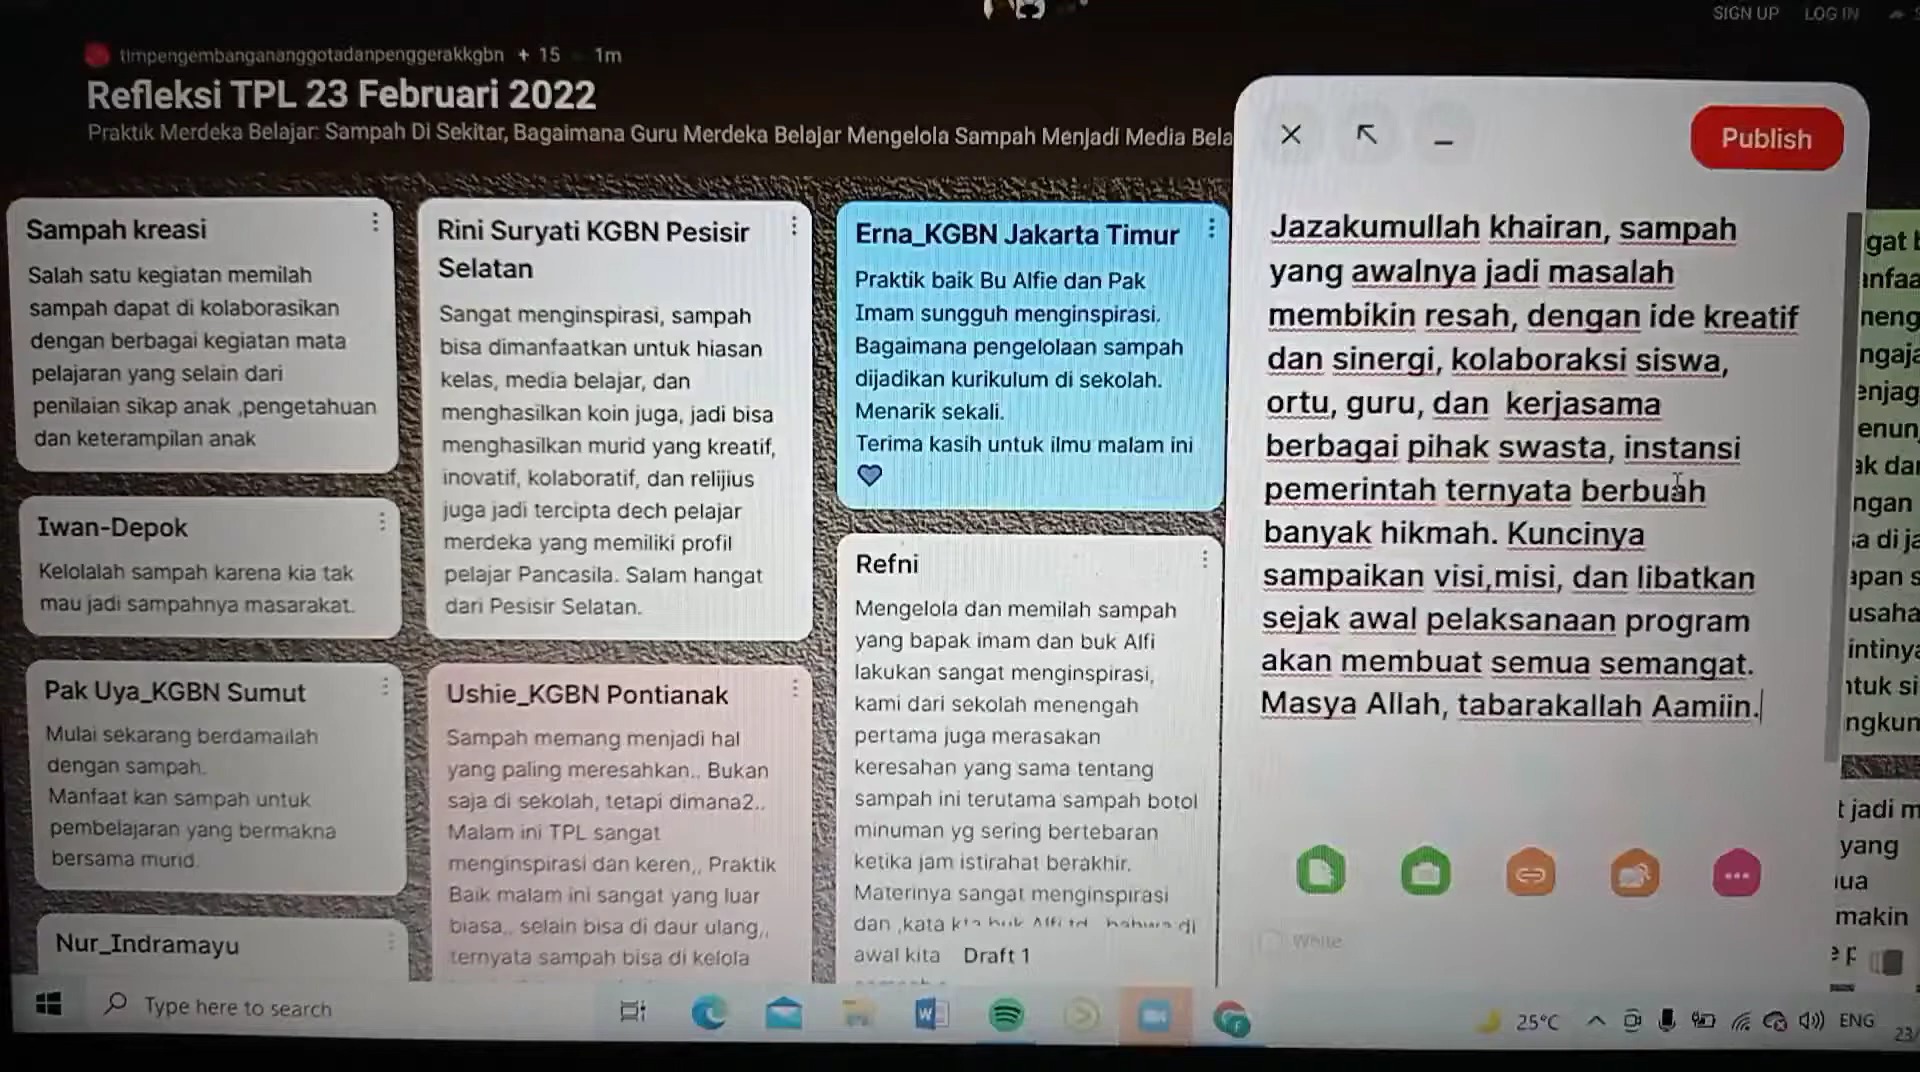 SIGN UP LOG IN
timpengembangananggotadanpenggerakkgbn + 15 1m
Refleksi TPL 23 Februari 2022
Praktik Merdeka Belajar: Sampah Di Sekitar, Bagaimana Guru Merdeka Belajar Mengelola Sampah Menjadi Media Bela
Sampah kreasi
Salah satu kegiatan memilah
sampah dapat di kolaborasikan
dengan berbagai kegiatan mata
pelajaran yang selain dari
penilaian sikap anak ,pengetahuan
dan keterampilan anak
Iwan-Depok
Kelolalah sampah karena kia tak
mau jadi sampahnya masarakat.
Pak Uya_KGBN Sumut
Mulai sekarang berdamailah
dengan sampah.
Manfaat kan sampah untuk
pembelajaran yang bermakna
bersama murid.
Nur_Indramayu
Rini Suryati KGBN Pesisir
Selatan
Sangat menginspirasi, sampah
bisa dimanfaatkan untuk hiasan
kelas, media belajar, dan
menghasilkan koin juga, jadi bisa
menghasilkan murid yang kreatif,
inovatif, kolaboratif, dan relijius
juga jadi tercipta dech pelajar
merdeka yang memiliki profil
pelajar Pancasila. Salam hangat
dari Pesisir Selatan.
Ushie_KGBN Pontianak
Sampah memang menjadi hal
yang paling meresahkan.. Bukan
saja di sekolah, tetapi dimana2..
Malam ini TPL sangat
menginspirasi dan keren,, Praktik
Baik malam ini sangat yang luar
biasa,, selain bisa di daur ulang,,
ternyata sampah bisa di kelola
Erna_KGBN Jakarta Timur
Praktik baik Bu Alfie dan Pak
Imam sungguh menginspirasi.
Bagaimana pengelolaan sampah
dijadikan kurikulum di sekolah.
Menarik sekali.
Terima kasih untuk ilmu malam ini
Refni
Mengelola dan memilah sampah
yang bapak imam dan buk Alfi
lakukan sangat menginspirasi,
kami dari sekolah menengah
pertama juga merasakan
keresahan yang sama tentang
sampah ini terutama sampah botol
minuman yg sering bertebaran
ketika jam istirahat berakhir.
Materinya sangat menginspirasi
dan ,kata kta buk Alfi td , bahwa di
awal kita Draft 1
Publish
Jazakumullah khairan, sampah
yang awalnya jadi masalah
membikin resah, dengan ide kreatif
dan sinergi, kolaboraksi siswa,
ortu, guru, dan kerjasama
berbagai pihak swasta, instansi
pemerintah ternyata berbuah
banyak hikmah. Kuncinya
sampaikan visi,misi, dan libatkan
sejak awal pelaksanaan program
akan membuat semua semangat.
Masya Allah, tabarakallah Aamiin.
White
Type here to search
25°C ENG
23/